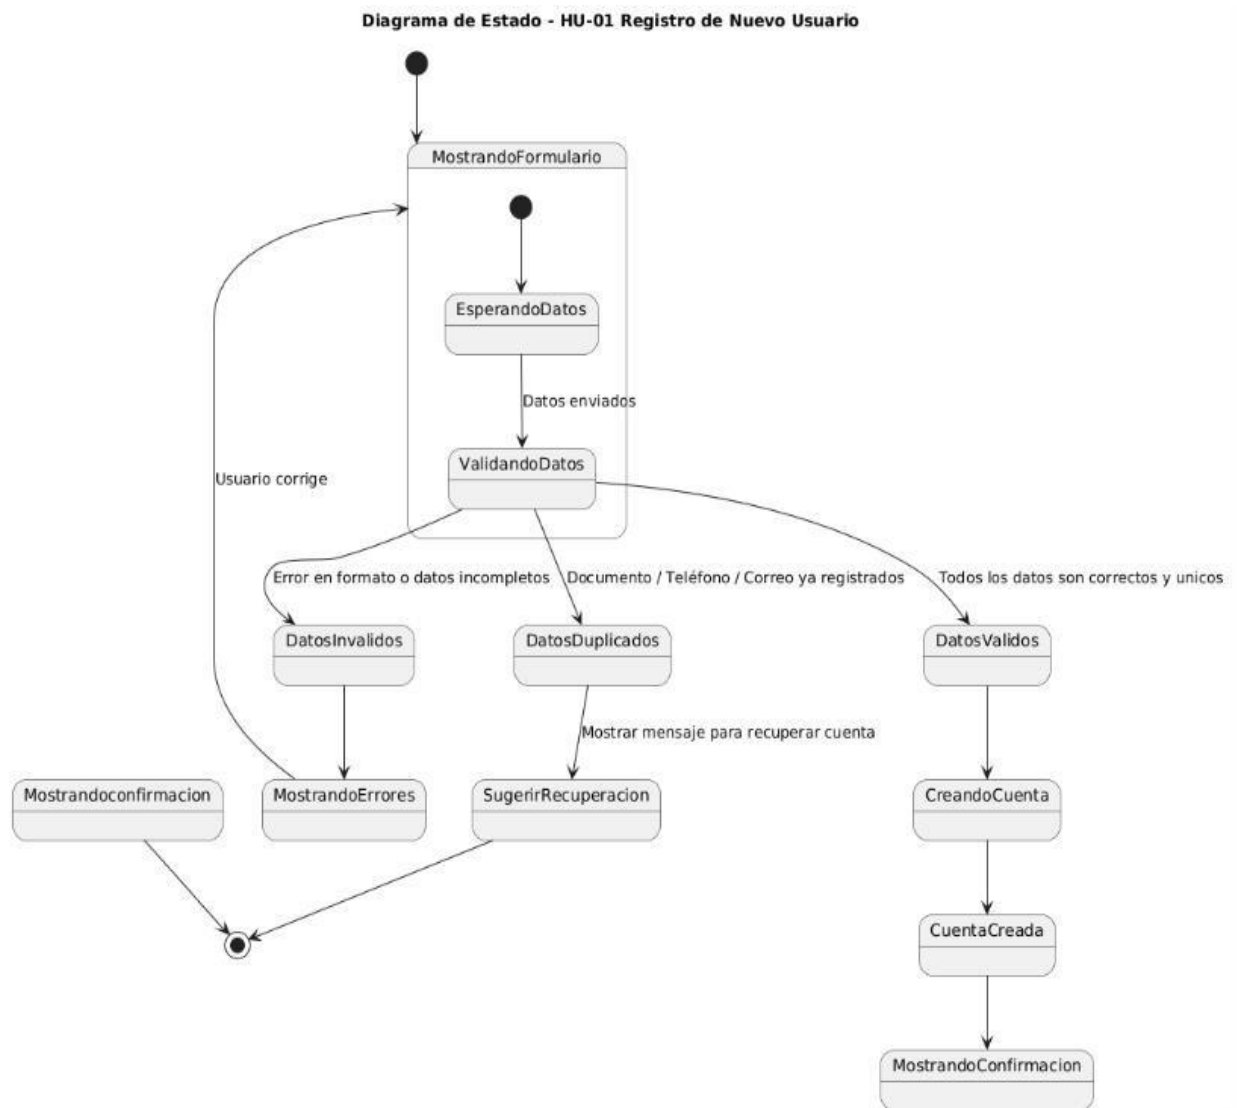 Diagrama de Estado - HU-01 Registro de Nuevo Usuario
MostrandoFormulario
EsperandoDatos
Datos enviados
ValidandoDatos
Usuario corrige
Error en formato o datos incompletos
Documento / Teléfono / Correo ya registrados
Todos los datos son correctos y unicos
DatosInvalidos
DatosDuplicados
DatosValidos
Mostrar mensaje para recuperar cuenta
Mostrandoconfirmacion
MostrandoErrores
SugerirRecuperacion
CreandoCuenta
CuentaCreada
MostrandoConfirmacion